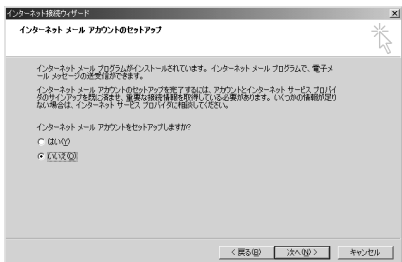 インターネット接続ウィザード
インターネット メール アカウントのセットアップ
インターネット メール プログラムがインストールされています。インターネット メール プログラムで、電子メ
ール メッセージの送受信ができます。
インターネット メール アカウントのセットアップを完了するには、アカウントとインターネット サービス プロバイ
ダのサインアップを既に済ませ、重要な接続情報を取得している必要があります。いくつかの情報が足り
ない場合は、インターネット サービス プロバイダに相談してください。
インターネット メール アカウントをセットアップしますか?
はい(Y)
いいえ(O)
< 戻る(B)
次へ(N) >
キャンセル